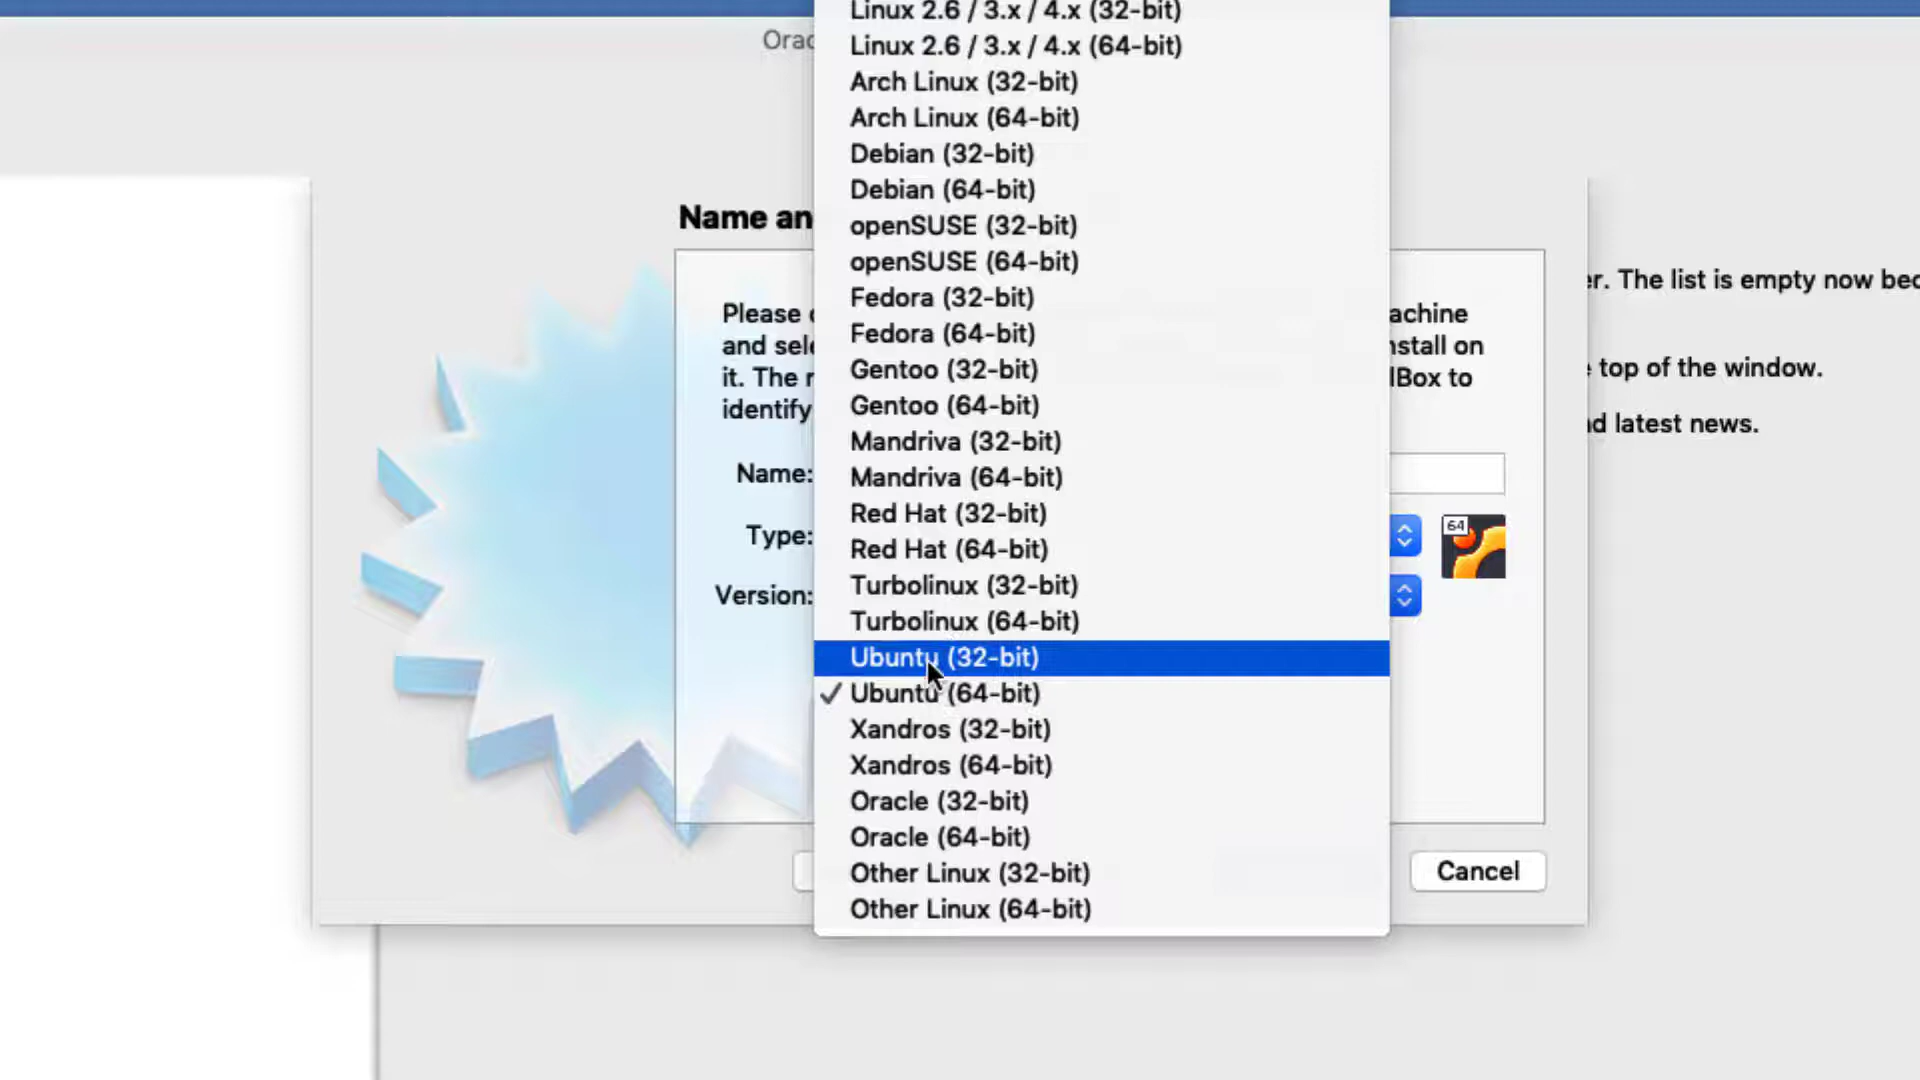 Linux 2.6 / 3.x / 4.x (32-bit)
Orac
Linux 2.6 / 3.x / 4.x (64-bit)
Arch Linux (32-bit)
Arch Linux (64-bit)
Debian (32-bit)
Debian (64-bit)
openSUSE (32-bit)
openSUSE (64-bit)
Fedora (32-bit)
Fedora (64-bit)
Gentoo (32-bit)
Gentoo (64-bit)
Mandriva (32-bit)
Mandriva (64-bit)
Red Hat (32-bit)
Red Hat (64-bit)
Turbolinux (32-bit)
Turbolinux (64-bit)
Ubuntu (32-bit)
✓ Ubuntu (64-bit)
Xandros (32-bit)
Xandros (64-bit)
Oracle (32-bit)
Oracle (64-bit)
Other Linux (32-bit)
Other Linux (64-bit)
Name an
Please
achine
and sel
nstall on
it. The
lBox to
identify
Name:
Type:
64
Version:
Cancel
er. The list is empty now bec
top of the window.
nd latest news.